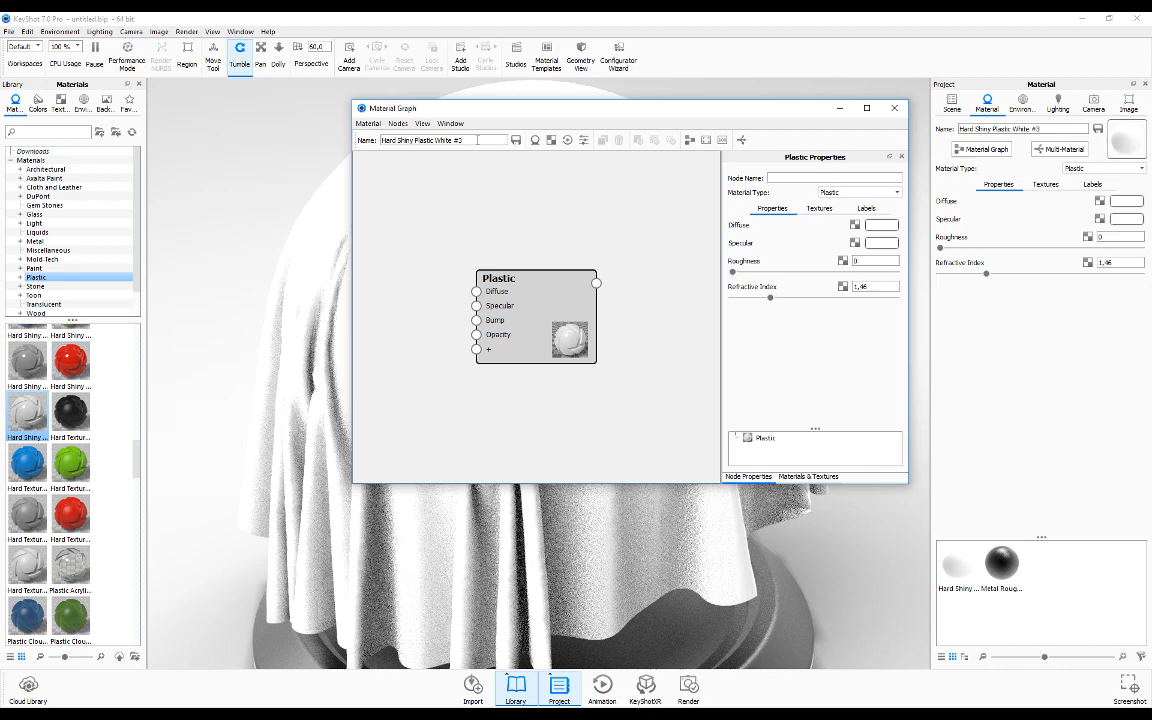 KeyShot 7.0 Pro - untitled.bip - 64 bit
File Edit Environment Lighting Camera Image Render View Window Help
Default 100 % 60,0
Workspaces CPU Usage Pause Performance Mode Render NURBS Region Move Tool Tumble Pan Dolly Perspective Add Camera Cycle Cameras Reset Camera Lock Camera Add Studio Cycle Studios Studios Material Templates Geometry View Configurator Wizard
Library Materials
Mat... Colors Text... Envi... Back... Fav...
Downloads
Materials
Architectural
Axalta Paint
Cloth and Leather
DuPont
Gem Stones
Glass
Light
Liquids
Metal
Miscellaneous
Mold-Tech
Paint
Plastic
Stone
Toon
Translucent
Wood
Hard Shiny ... Hard Shiny ...
Hard Shiny ... Hard Shiny ...
Hard Shiny ... Hard Textur...
Hard Textur... Hard Textur...
Hard Textur... Hard Textur...
Hard Textur... Plastic Acryli...
Plastic Clou... Plastic Clou...
Cloud Library
Material Graph
Material Nodes View Window
Name: Hard Shiny Plastic White #3
Plastic
Diffuse
Specular
Bump
Opacity
+
Plastic Properties
Node Name:
Material Type: Plastic
Properties Textures Labels
Diffuse
Specular
Roughness 0
Refractive Index 1,46
Plastic
Node Properties Materials & Textures
Project Material
Scene Material Environ... Lighting Camera Image
Name: Hard Shiny Plastic White #3
Material Graph Multi-Material
Material Type: Plastic
Properties Textures Labels
Diffuse
Specular
Roughness 0
Refractive Index 1,46
Hard Shiny ... Metal Roug...
Import Library Project Animation KeyShotXR Render
Screenshot